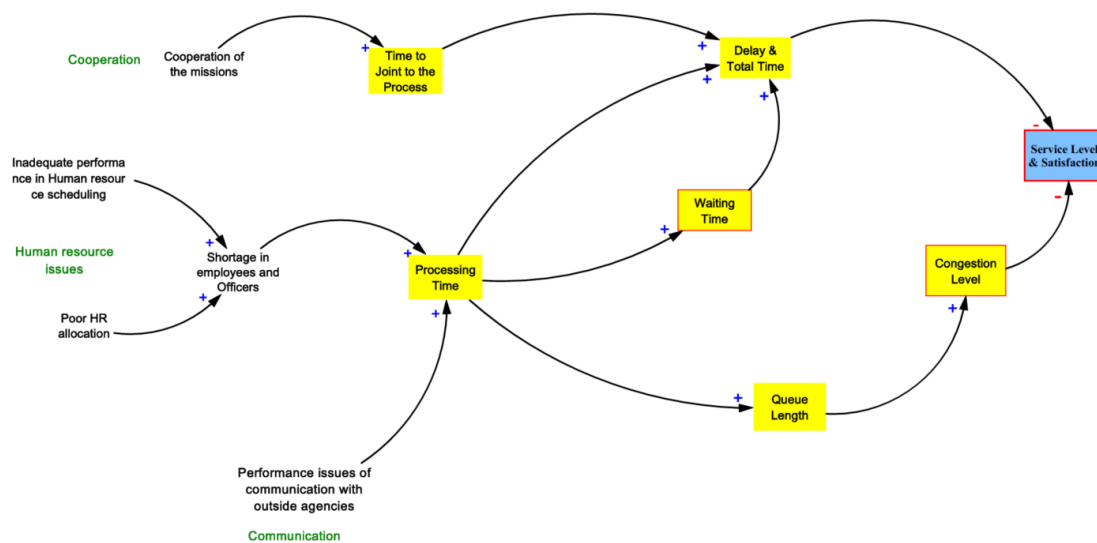 Cooperation
Cooperation of
the missions
+
Time to
Joint to the
Process
+
Delay &
Total Time
+
+
-
Service Level
& Satisfaction
-
Inadequate performa
nce in Human resour
ce scheduling
Human resource
issues
+
Shortage in
employees and
Officers
+
Poor HR
allocation
+
Processing
Time
+
+
Waiting
Time
Congestion
Level
+
+
Queue
Length
Performance issues of
communication with
outside agencies
Communication